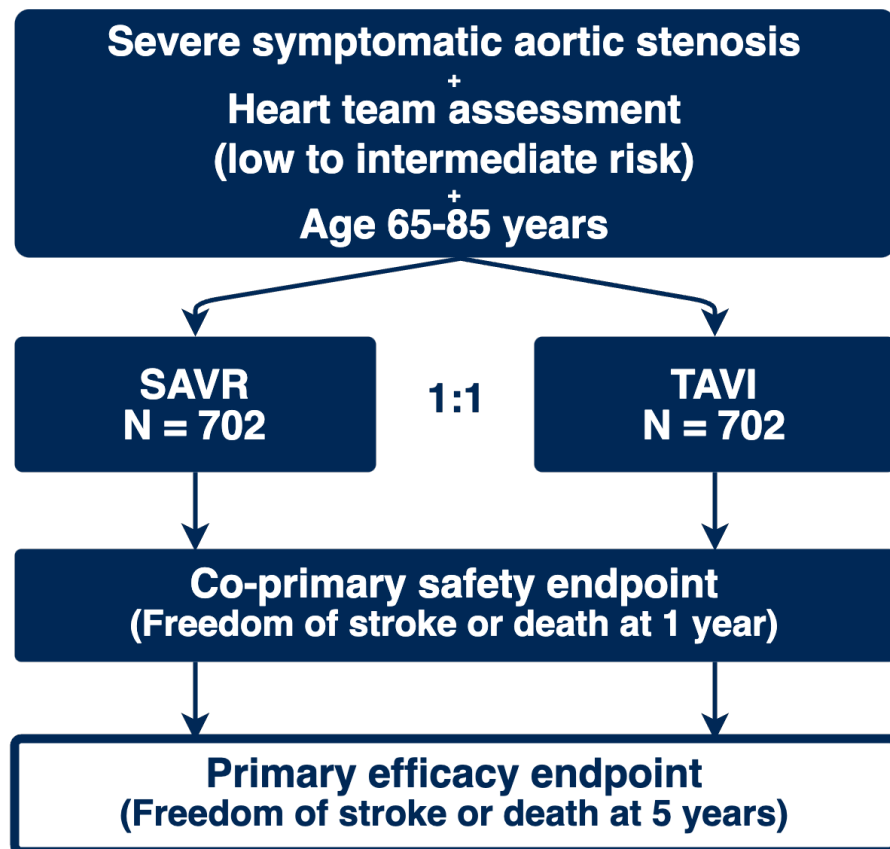 Severe symptomatic aortic stenosis
+
Heart team assessment
(low to intermediate risk)
+
Age 65-85 years
SAVR
N = 702
1:1
TAVI
N = 702
Co-primary safety endpoint
(Freedom of stroke or death at 1 year)
Primary efficacy endpoint
(Freedom of stroke or death at 5 years)